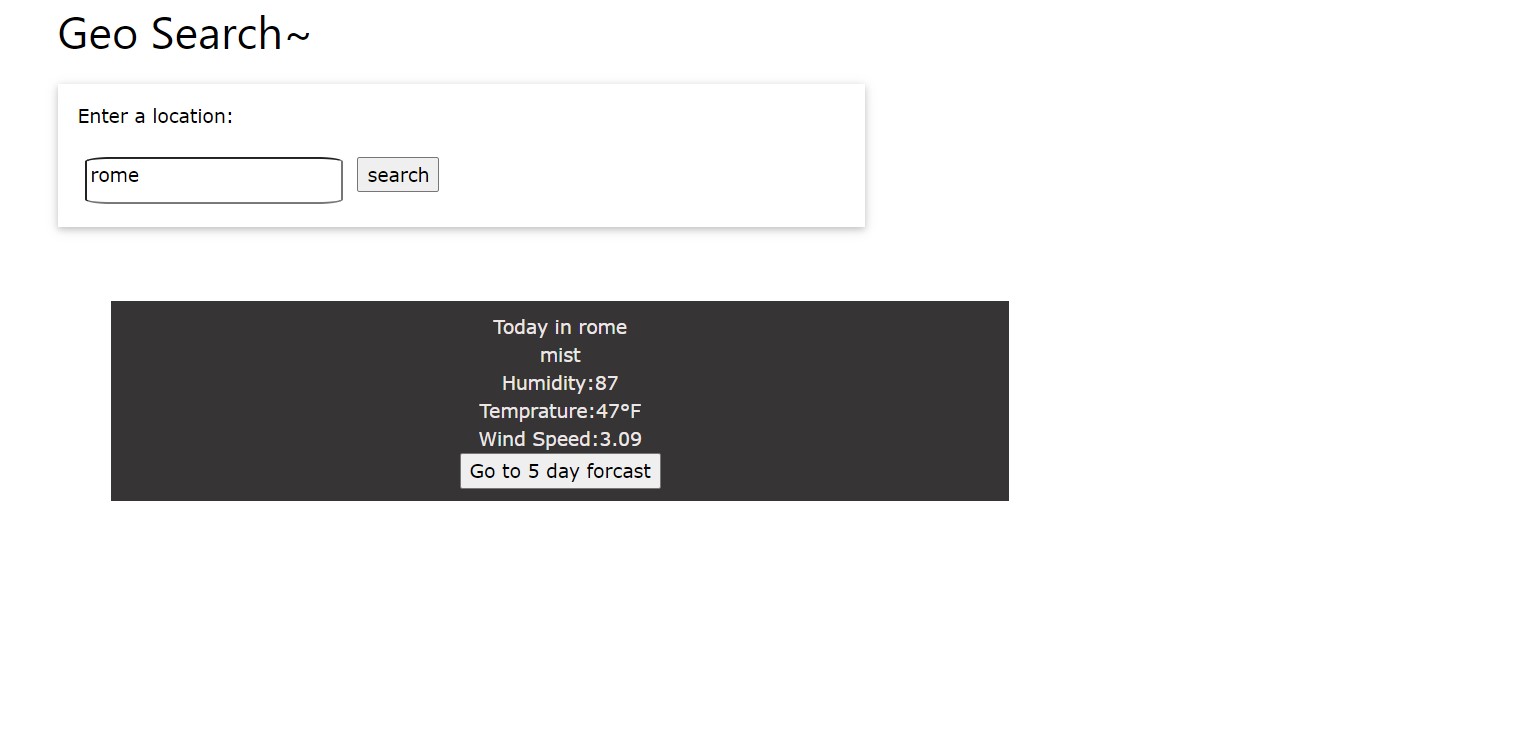 Geo Search~
Enter a location:
rome search
Today in rome
mist
Humidity:87
Temprature:47°F
Wind Speed:3.09
Go to 5 day forcast